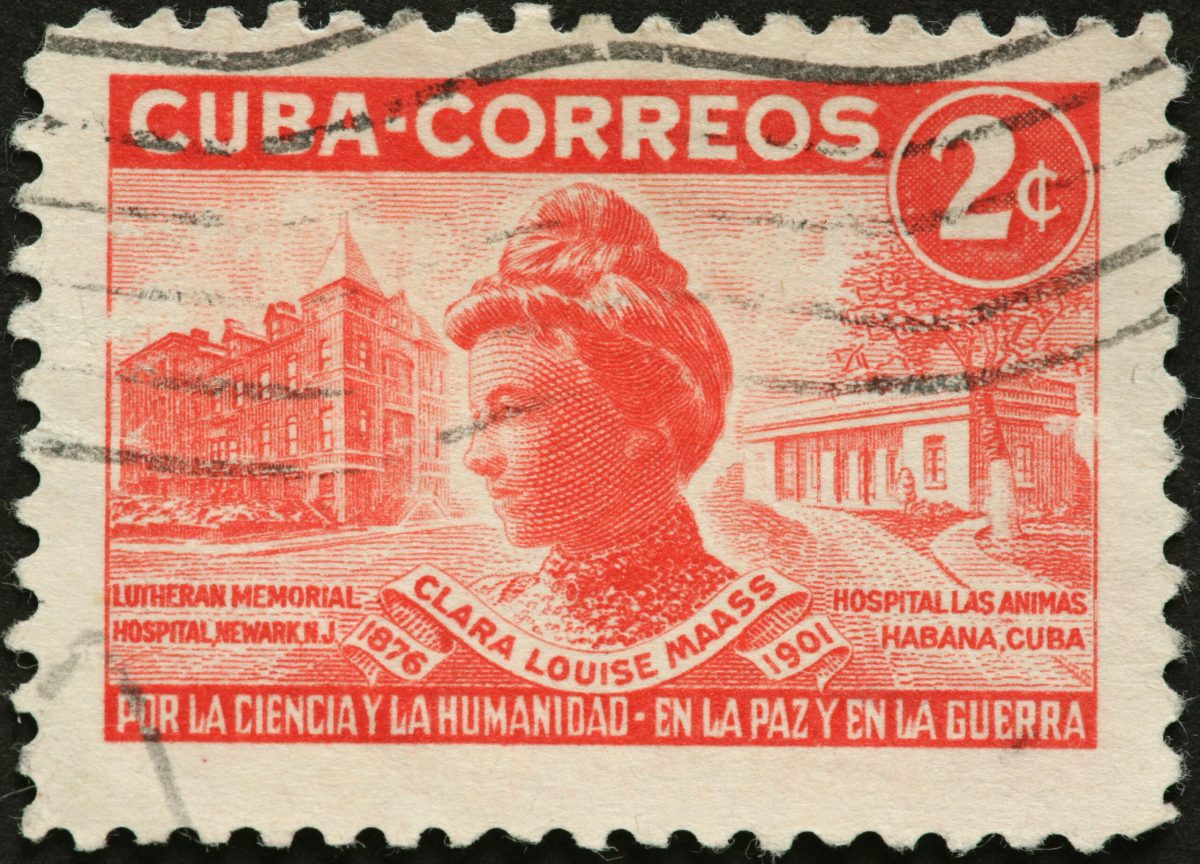 CUBA-CORREOS
2¢
LUTHERAN MEMORIAL
HOSPITAL, NEWARK, N.J.
1876
CLARA LOUISE MAASS
1901
HOSPITAL LAS ANIMAS
HABANA, CUBA
POR LA CIENCIA Y LA HUMANIDAD - EN LA PAZ Y EN LA GUERRA